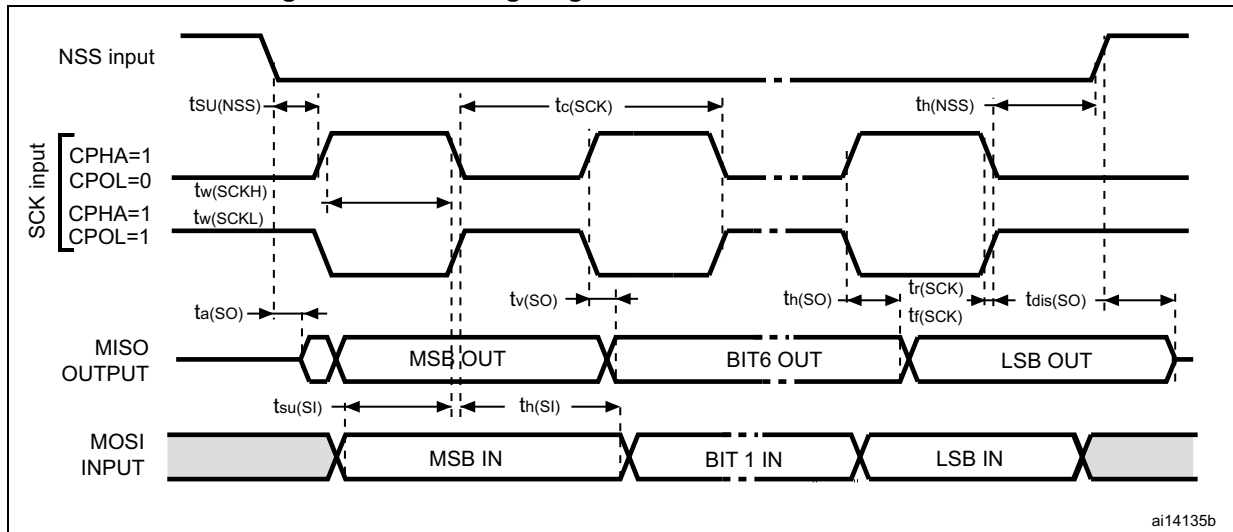 NSS input
tSU(NSS)
tc(SCK)
th(NSS)
SCK input
CPHA=1
CPOL=0
tw(SCKH)
CPHA=1
tw(SCKL)
CPOL=1
ta(SO)
tv(SO)
th(SO)
tr(SCK)
tf(SCK)
tdis(SO)
MISO
OUTPUT
MSB OUT
BIT6 OUT
LSB OUT
tsu(SI)
th(SI)
MOSI
INPUT
MSB IN
BIT 1 IN
LSB IN
ai14135b